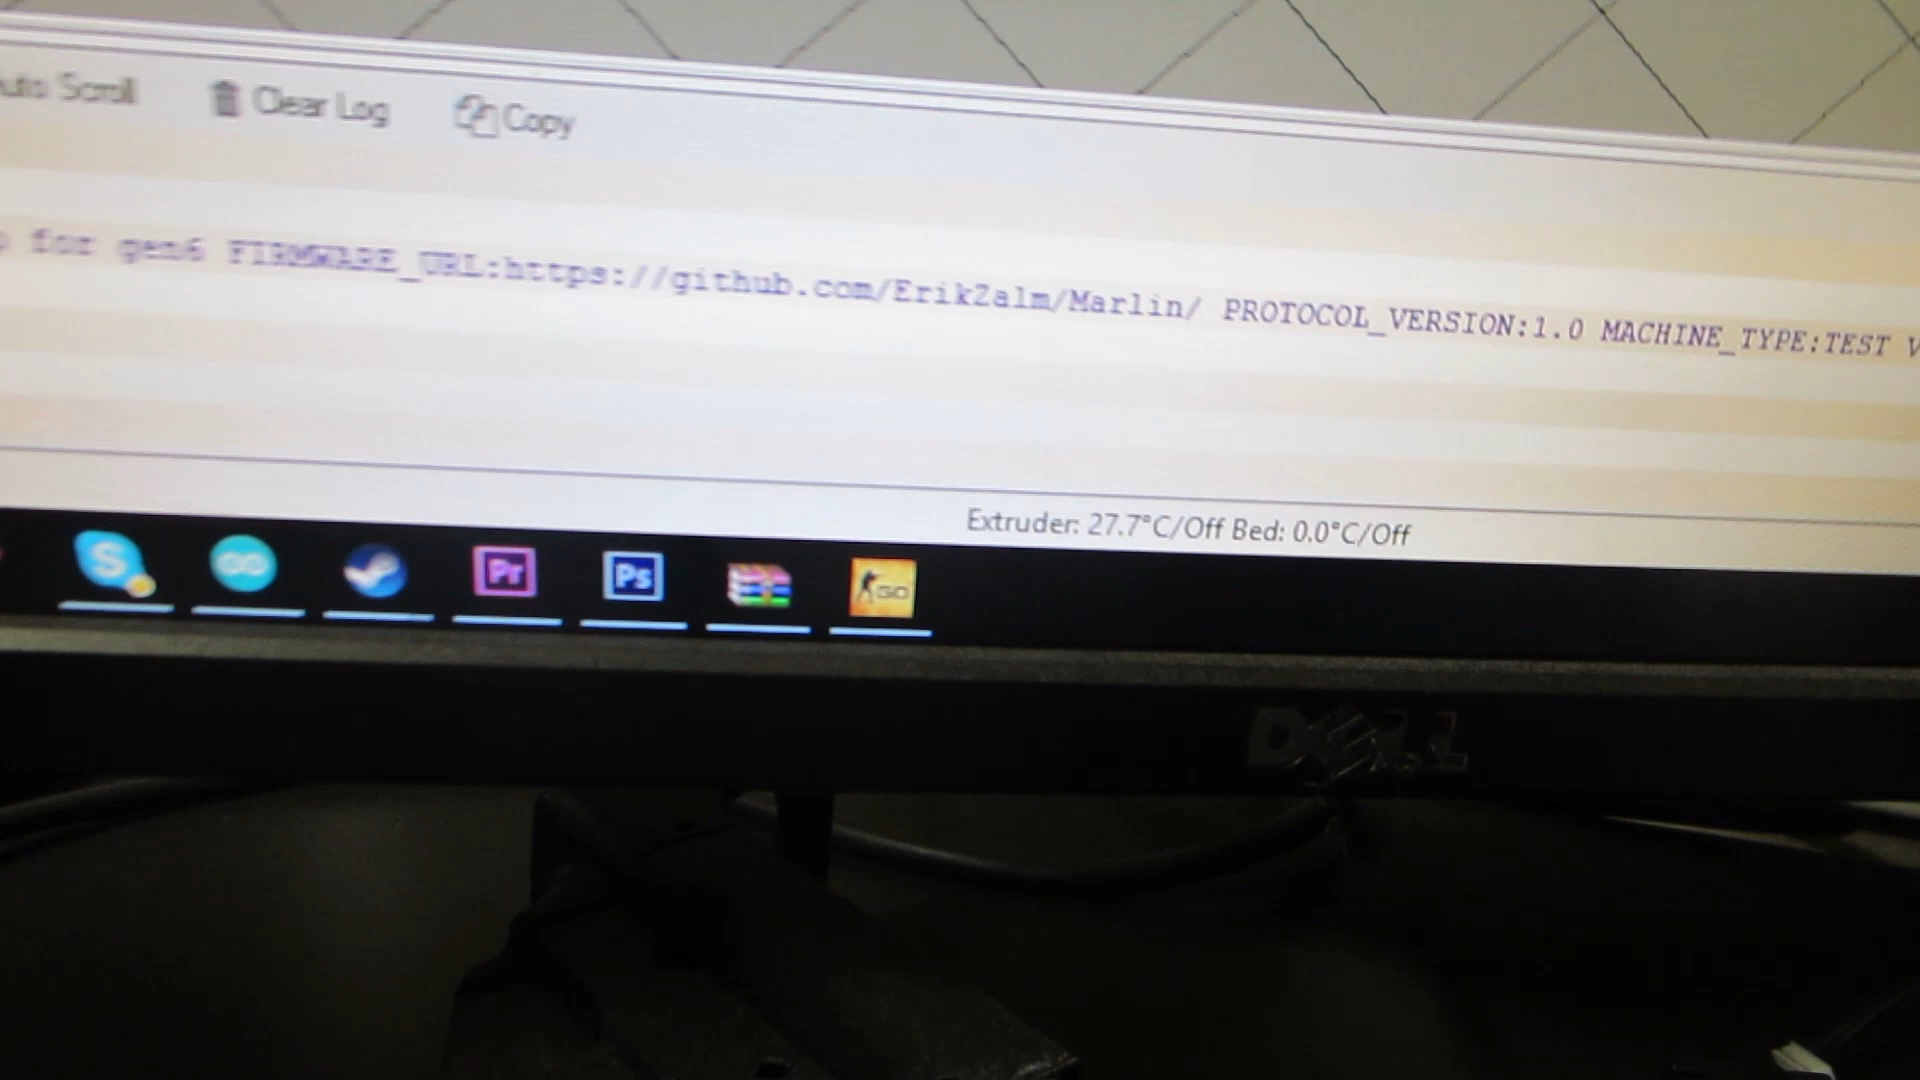 Auto Scroll Clear Log Copy
for gen6 FIRMWARE_URL:https://github.com/ErikZalm/Marlin/ PROTOCOL_VERSION:1.0 MACHINE_TYPE:TEST V
Extruder: 27.7°C/Off Bed: 0.0°C/Off
S Pr Ps GO
DELL